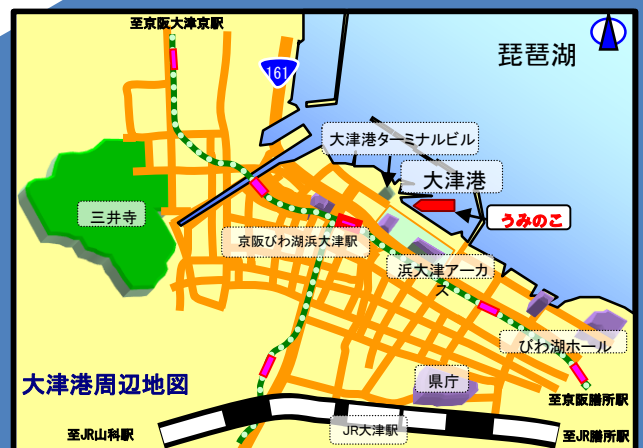 至京阪大津京駅
161
琵琶湖
大津港ターミナルビル
大津港
うみのこ
三井寺
京阪びわ湖浜大津駅
浜大津アーカ
ス
びわ湖ホール
大津港周辺地図
県庁
至京阪膳所駅
至JR山科駅
JR大津駅
至JR膳所駅